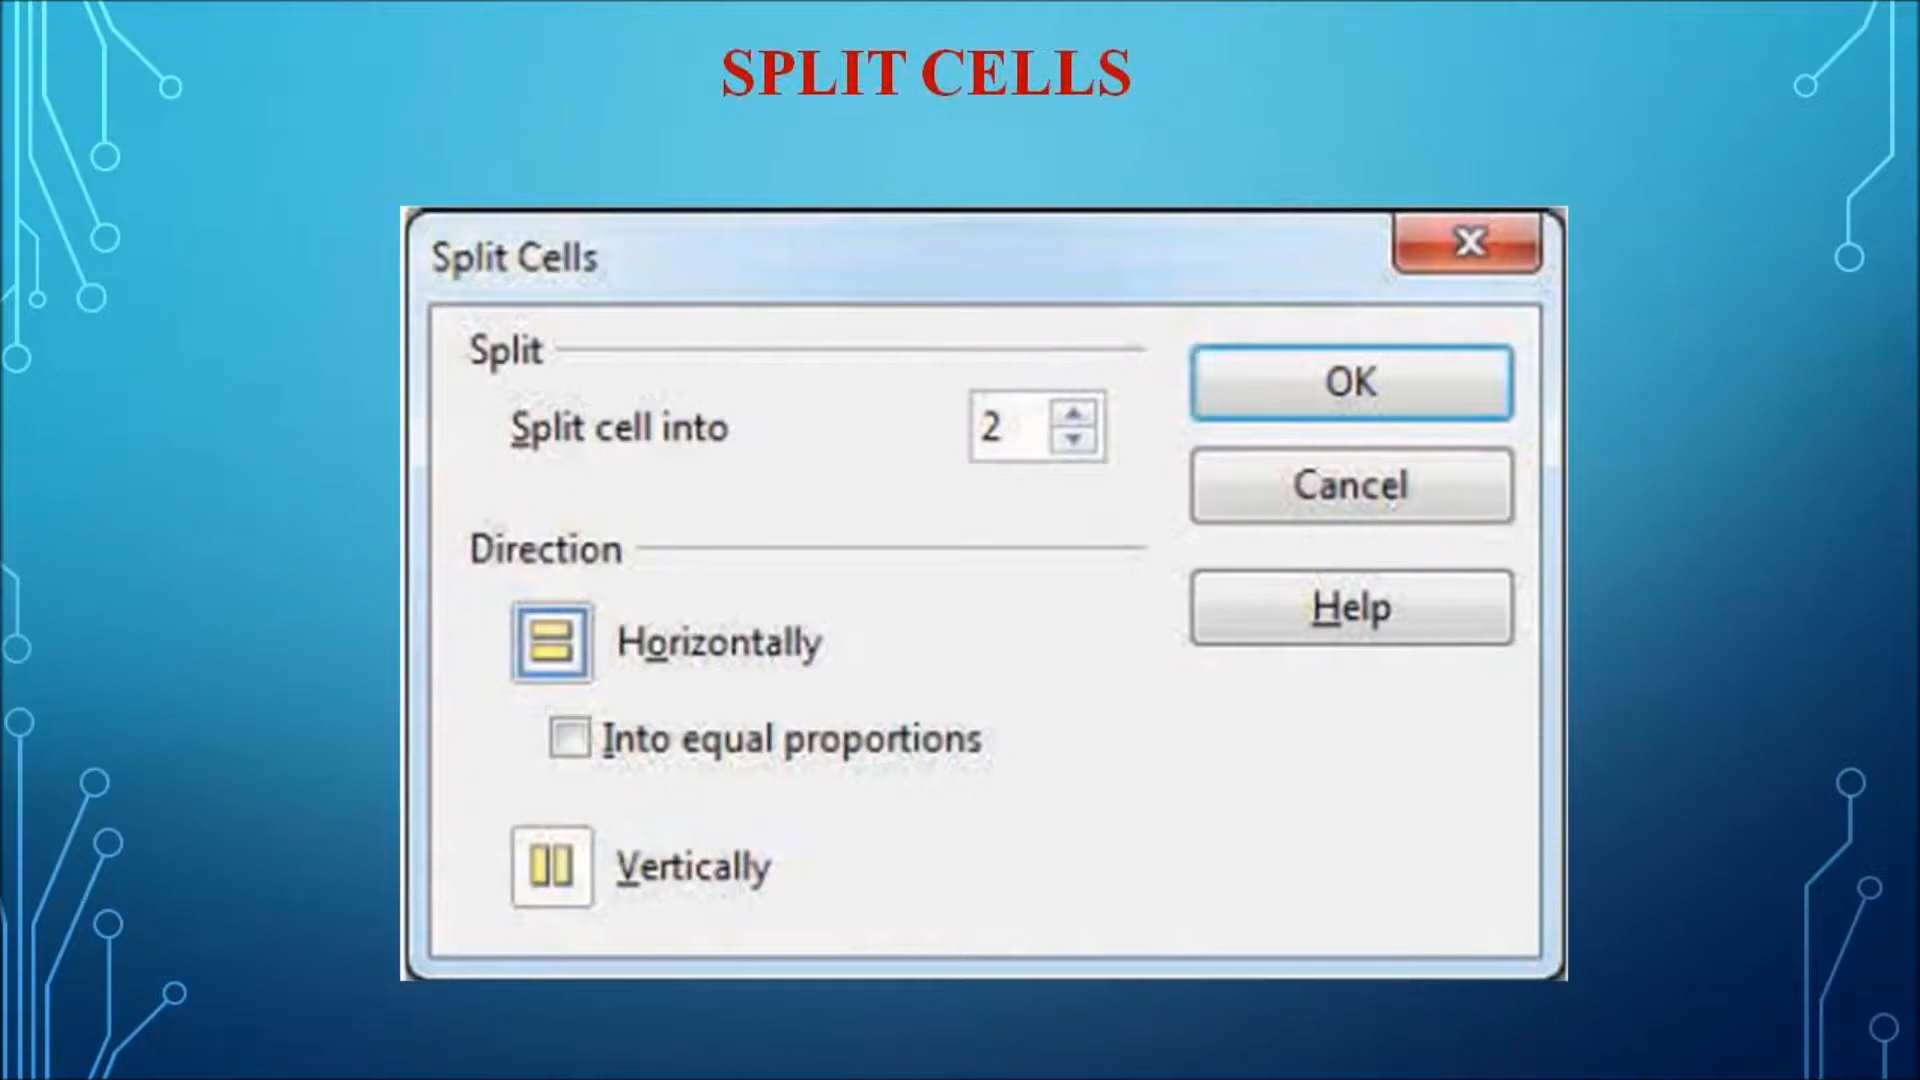 SPLIT CELLS
Split Cells
X
Split
OK
Split cell into 2
Cancel
Direction
Help
Horizontally
Into equal proportions
Vertically